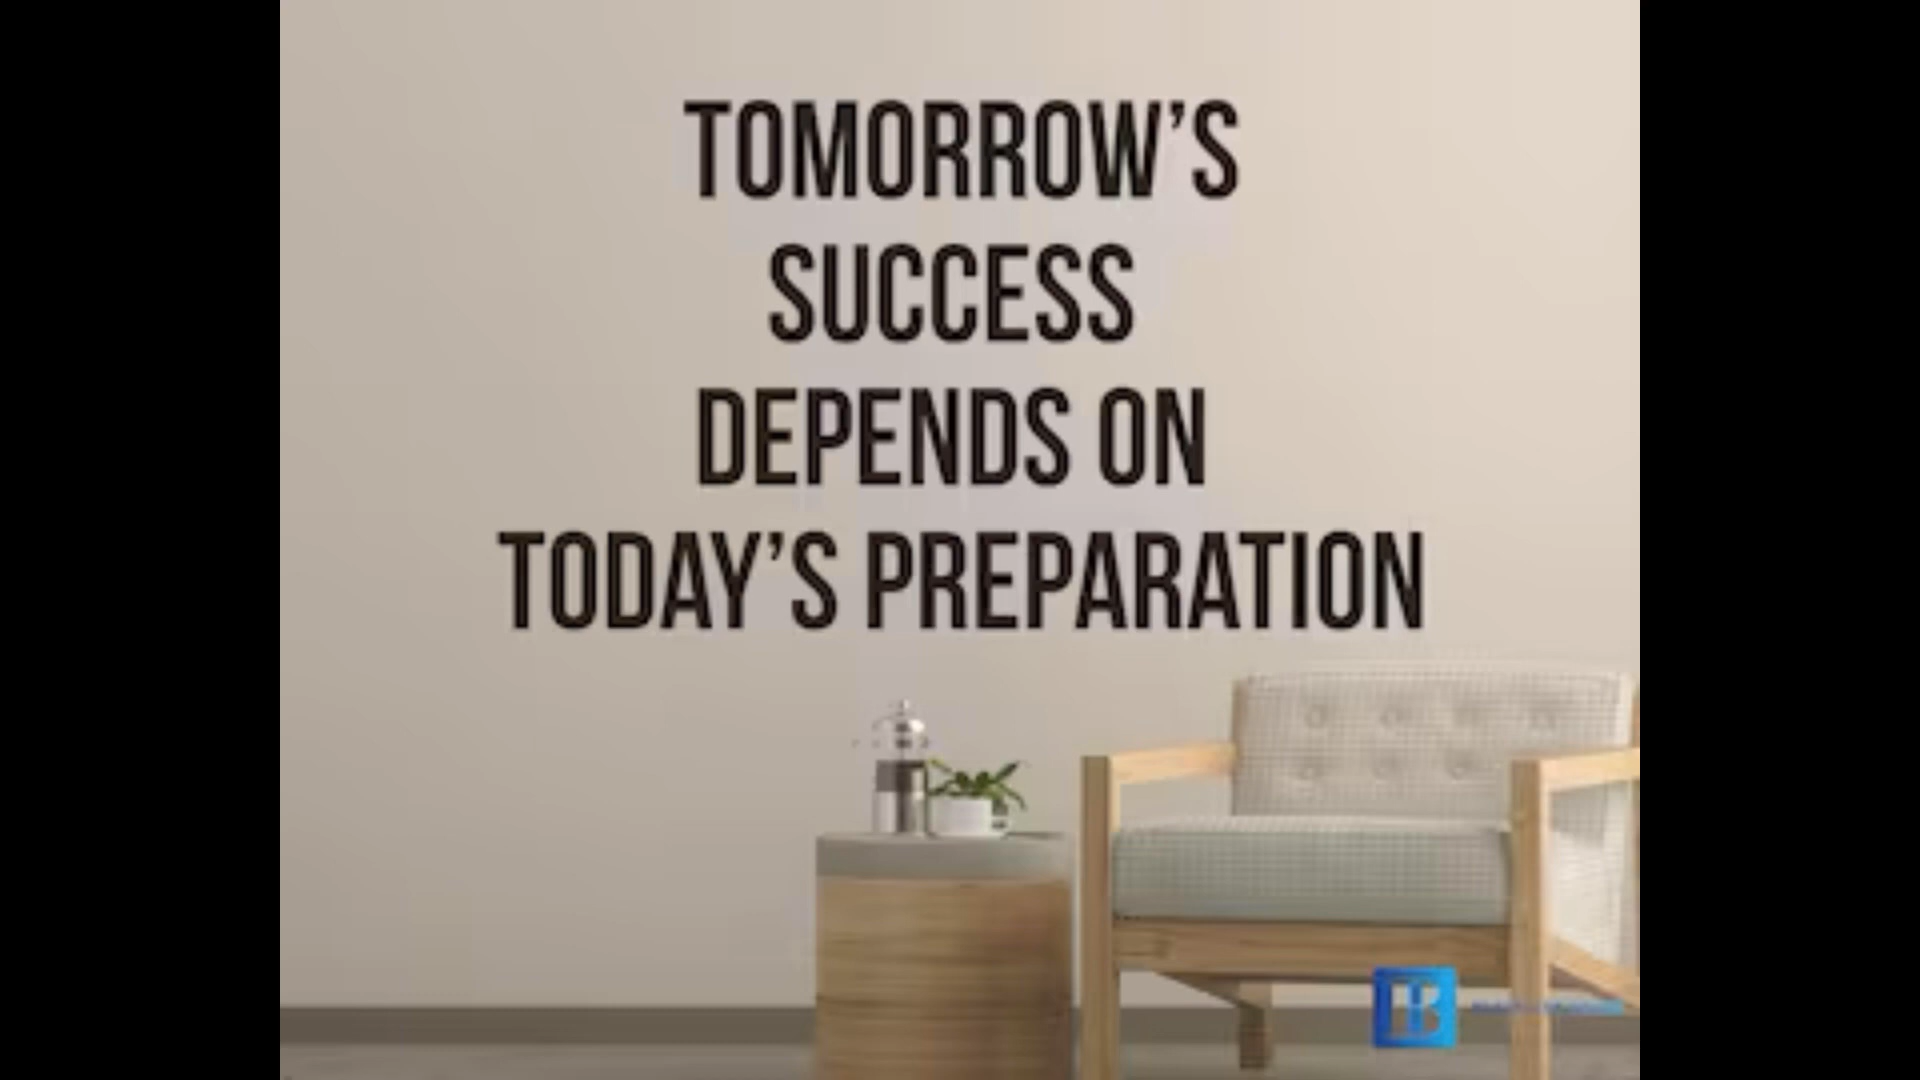 TOMORROW’S
SUCCESS
DEPENDS ON
TODAY’S PREPARATION